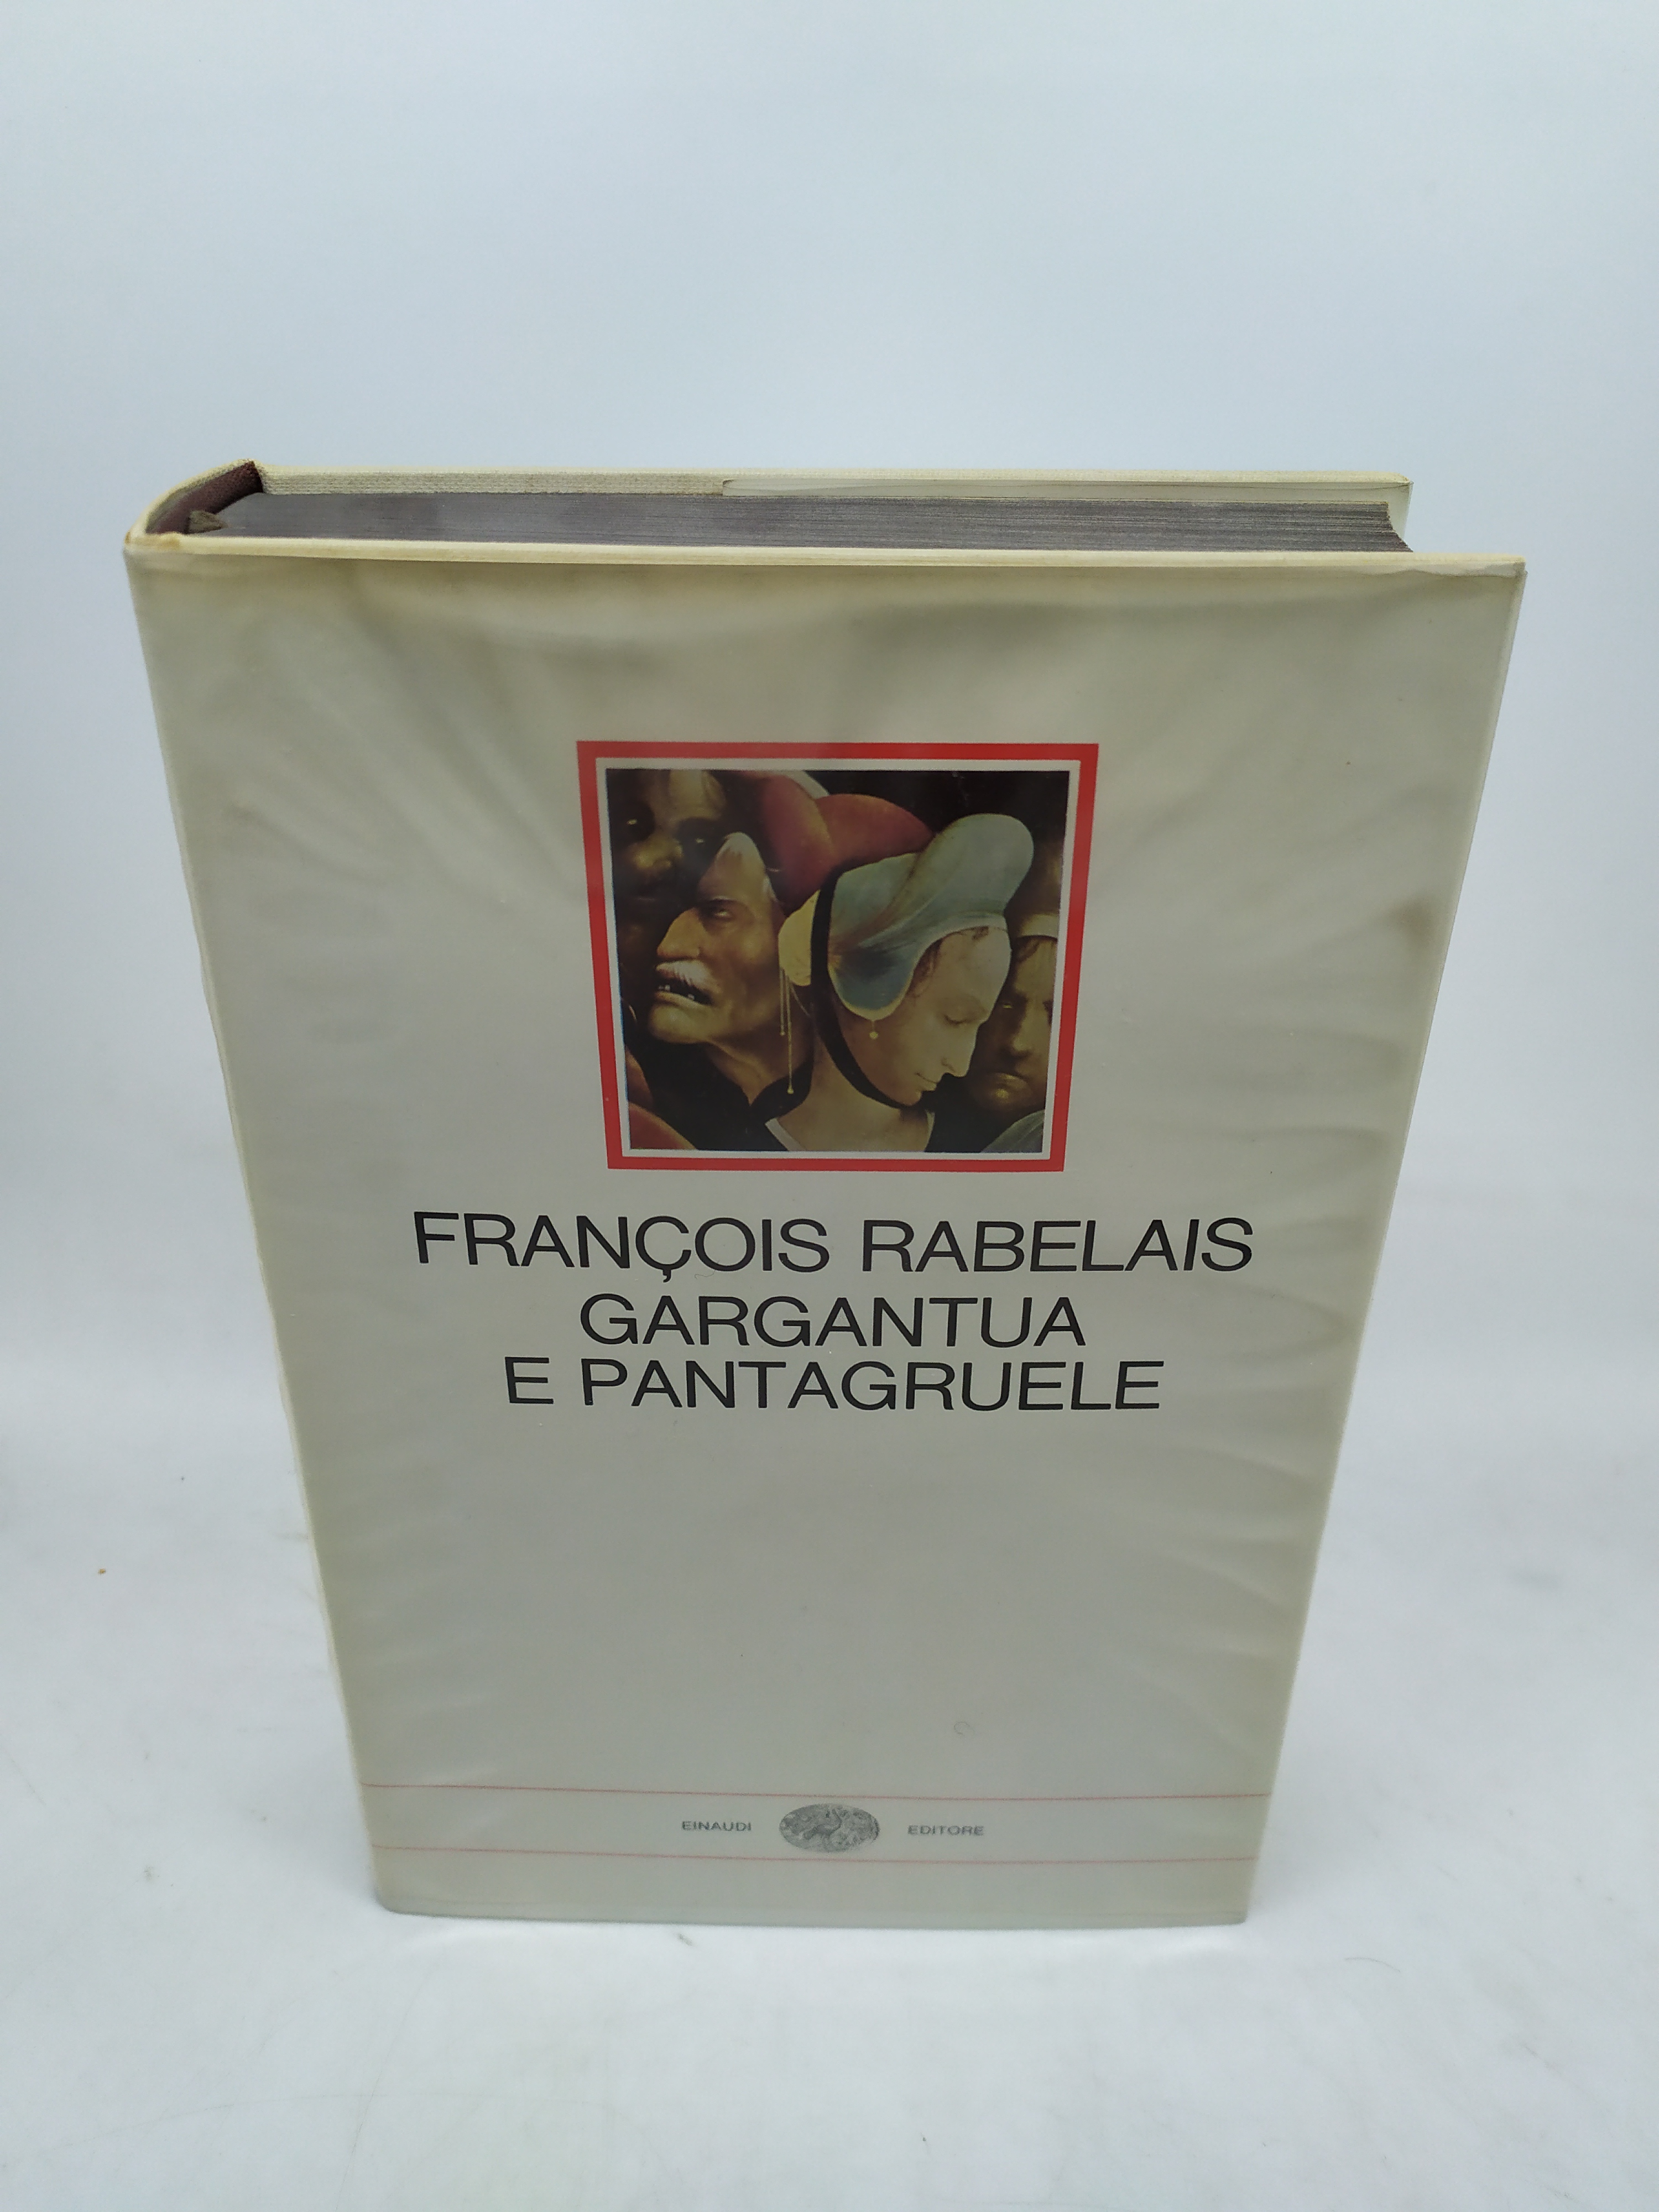 FRANÇOIS RABELAIS
GARGANTUA
E PANTAGRUELE
EINAUDI EDITORE